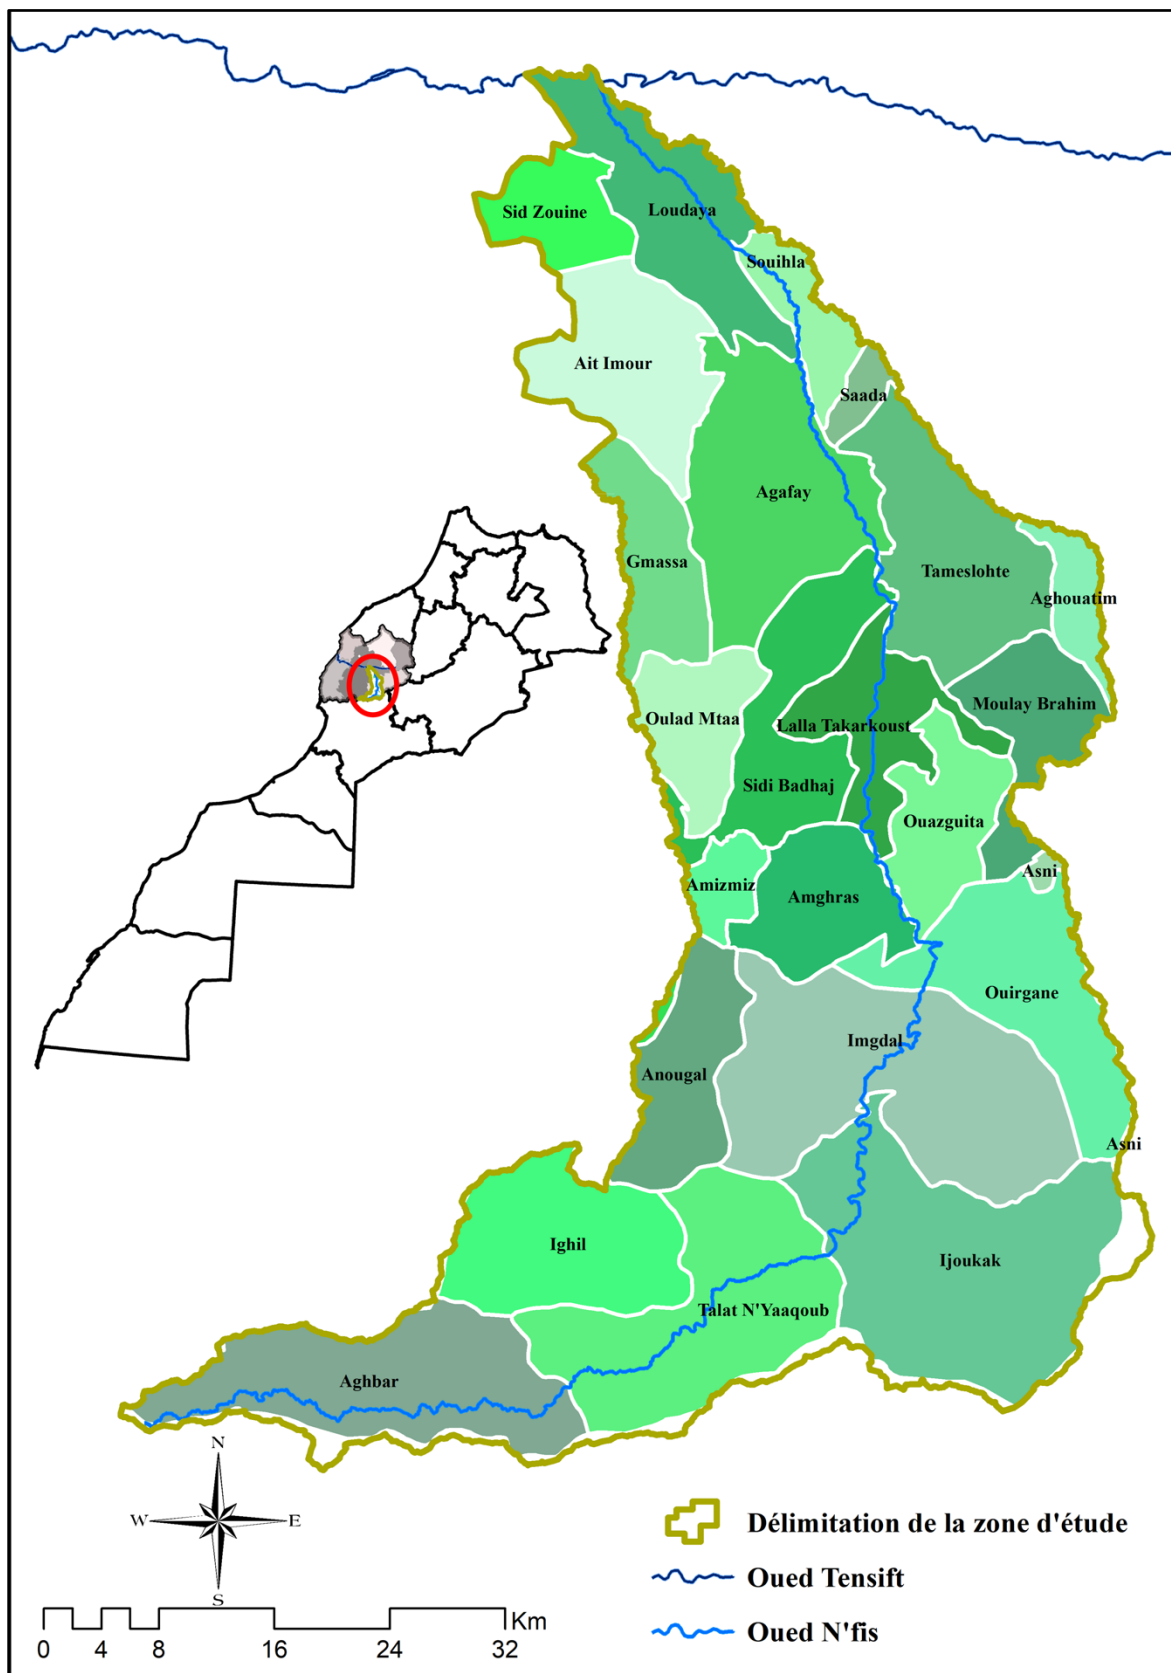 Sid Zouine
Loudaya
Souihla
Ait Imour
Saada
Agafay
Gmassa
Tameslohte
Aghouatim
Oulad Mtaa
Lalla Takarkoust
Moulay Brahim
Sidi Badhaj
Ouazguita
Amizmiz
Amghras
Asni
Ouirgane
Imgdal
Anougal
Asni
Ighil
Ijoukak
Talat N'Yaaqoub
Aghbar
N
W
E
S
Délimitation de la zone d'étude
Oued Tensift
Oued N'fis
Km
0 4 8 16 24 32